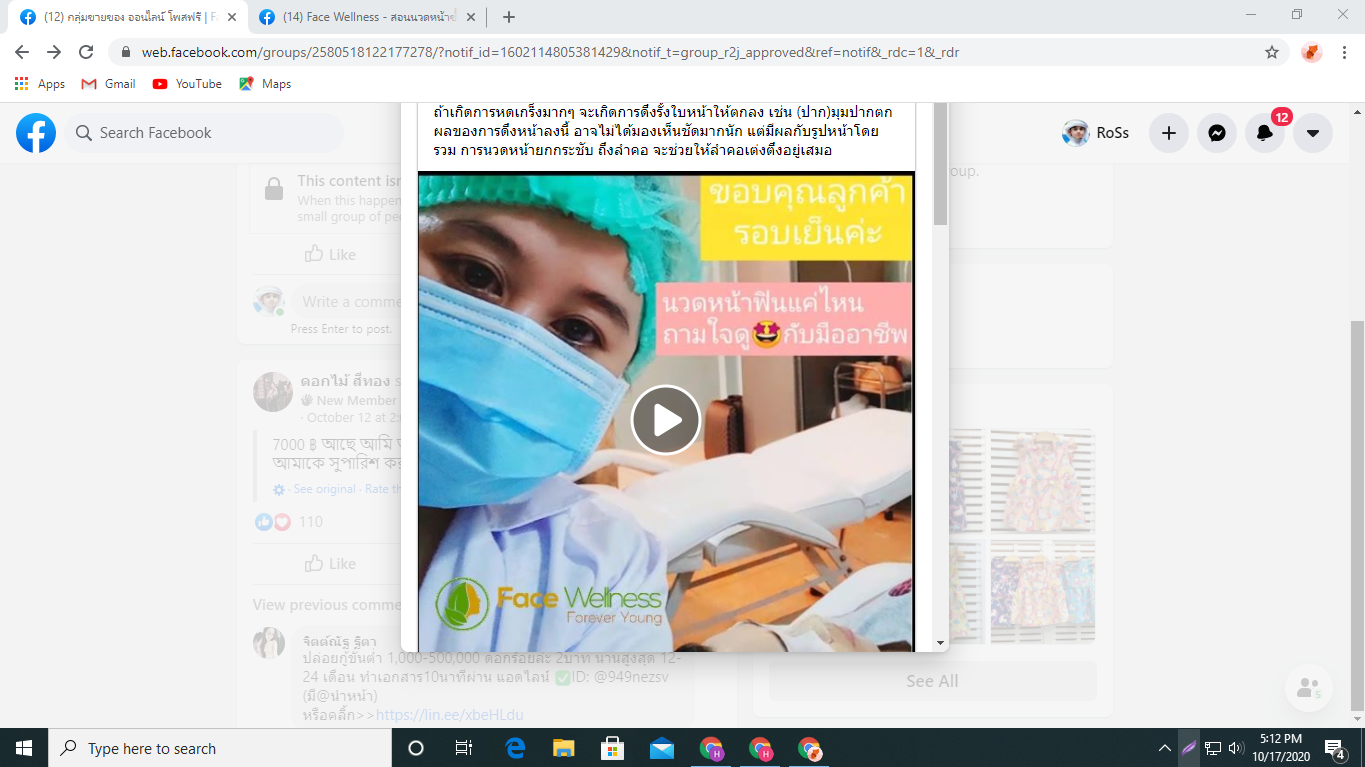 (12) กลุ่มขายของ ออนไลน์ โพสฟรี | Fa
(14) Face Wellness - สอนนวดหน้า
web.facebook.com/groups/2580518122177278/?notif_id=1602114805381429&notif_t=group_r2j_approved&ref=notif&_rdc=1&_rdr
Apps
Gmail
YouTube
Maps
Search Facebook
RoSs
12
ถ้าเกิดการหดเกร็งมากๆ จะเกิดการดึงรั้งใบหน้าให้ตกลง เช่น (ปาก)มุมปากตก
ผลของการดึงหน้าลงนี้ อาจไม่ได้มองเห็นชัดมากนัก แต่มีผลกับรูปหน้าโดย
รวม การนวดหน้ายกกระชับ ถึงลำคอ จะช่วยให้ลำคอเต่งตึงอยู่เสมอ
ขอบคุณลูกค้า
รอบเย็นค่ะ
นวดหน้าฟินแค่ไหน
ถามใจดู🤩กับมืออาชีพ
Face Wellness
Forever Young
This content isn
When this happen
small group of pe
Like
Write a comme
Press Enter to post.
ดอกไม้ สีทอง s
New Member
· October 12 at 2:0
7000 ฿ আছে আমি
আমাকে সুপারিশ কর
· See original · Rate th
110
Like
View previous comme
จิตต์ณัฐ ฐิตา
ปล่อยกู้ขั้นต่ำ 1,000-500,000 ดอกร้อยละ 2บาท นานสูงสุด 12-
24 เดือน ทำเอกสาร10นาทีผ่าน แอดไลน์ ✅ID: @949nezsv
(มี@นำหน้า)
หรือคลิ้ก>>https://lin.ee/xbeHLdu
oup.
See All
Type here to search
5:12 PM
10/17/2020
4